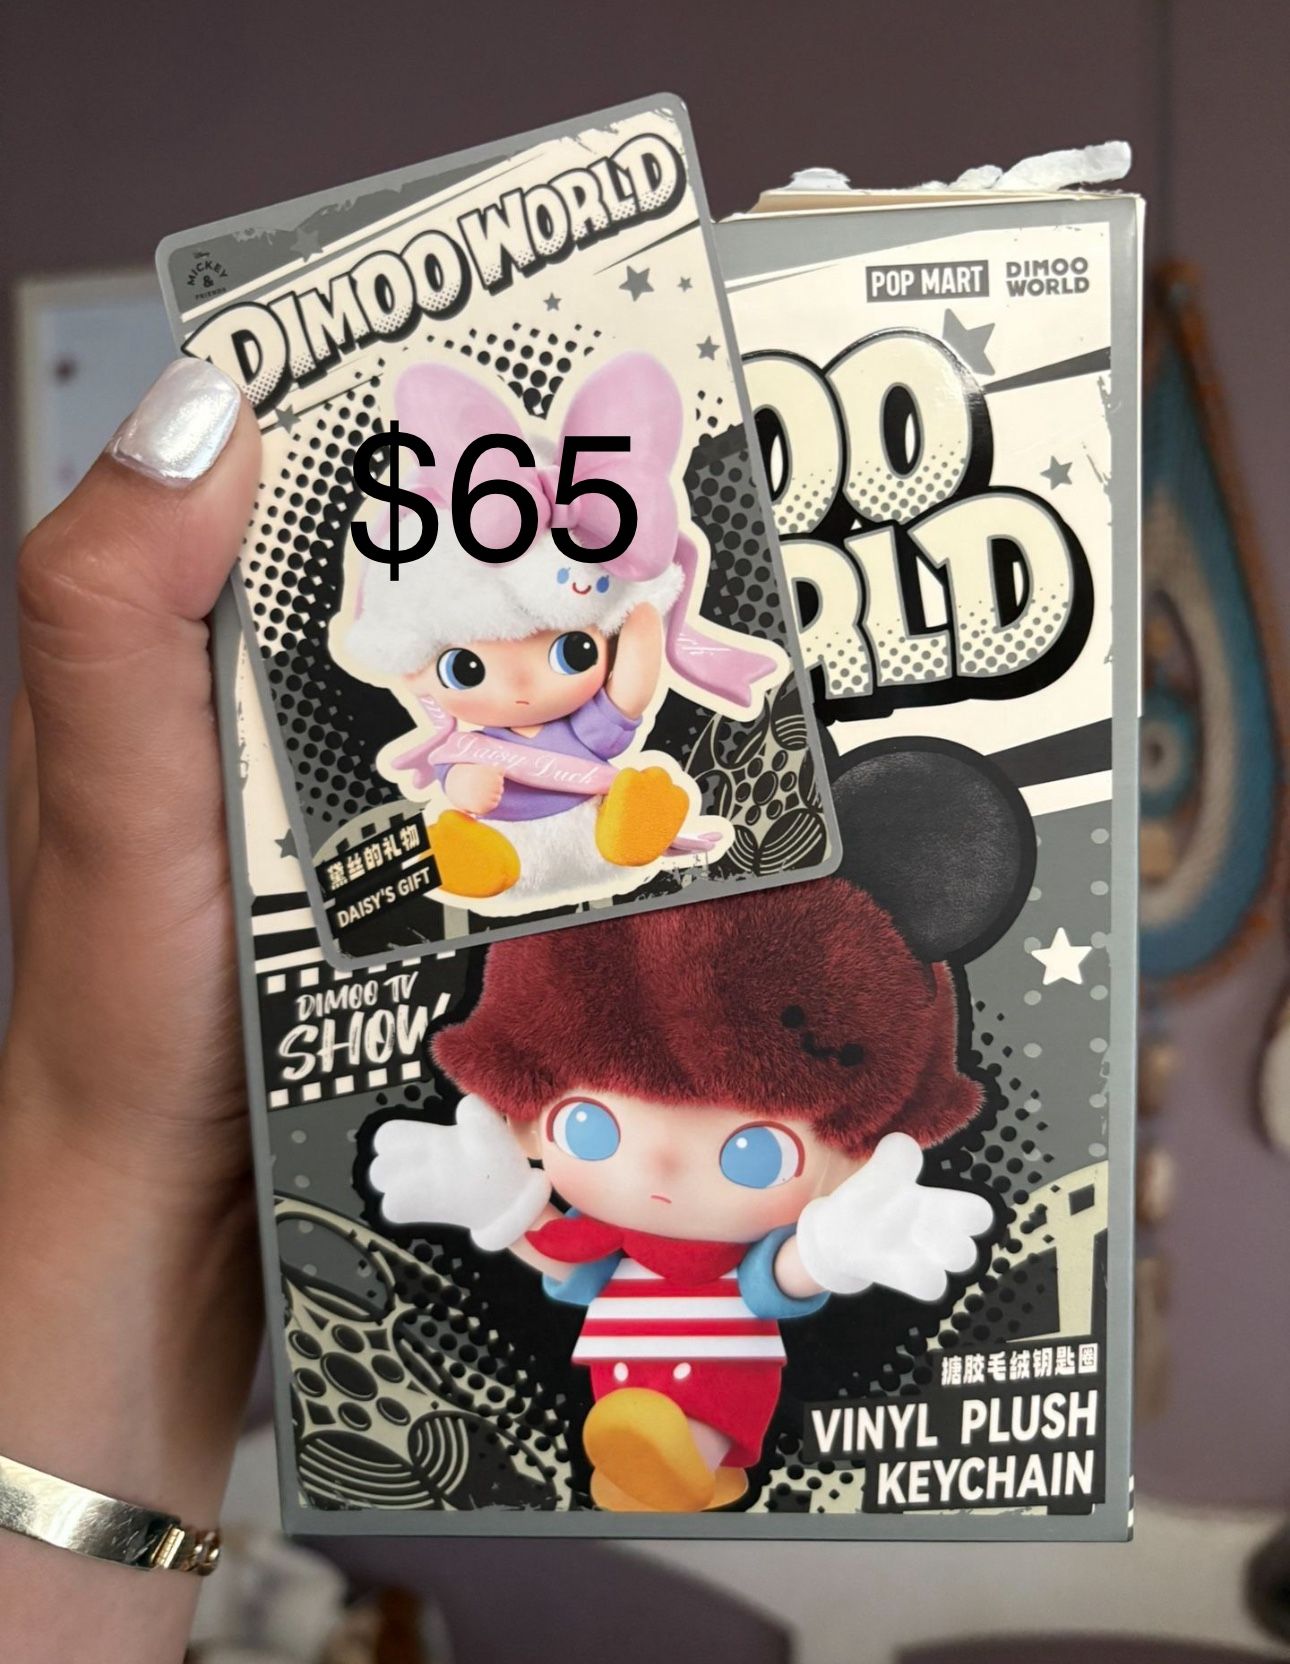 Disney
MICKEY
&
FRIENDS
DIMOO WORLD
$65
Daisy Duck
黛丝的礼物
DAISY'S GIFT
POP MART
DIMOO
WORLD
OO
RLD
DIMOO TV
SHOW
搪胶毛绒钥匙圈
VINYL PLUSH
KEYCHAIN